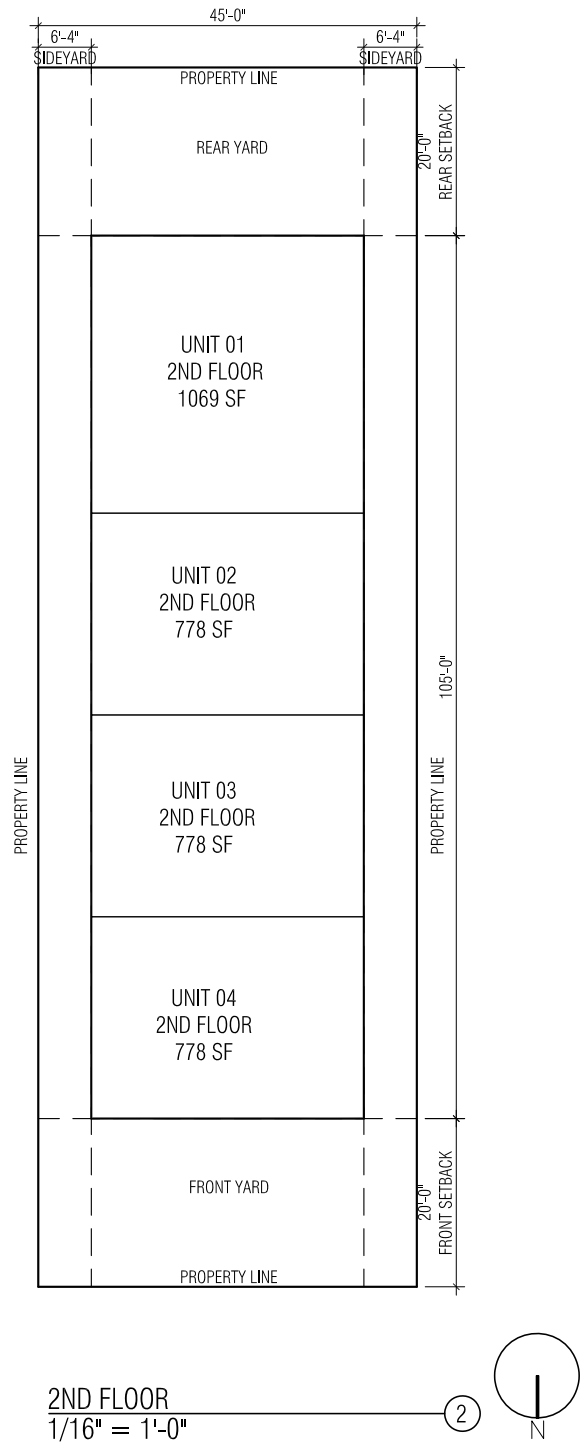 45'-0"
6'-4"
6'-4"
SIDEYARD
SIDEYARD
PROPERTY LINE
REAR YARD
20'-0"
REAR SETBACK
UNIT 01
2ND FLOOR
1069 SF
UNIT 02
2ND FLOOR
778 SF
105'-0"
PROPERTY LINE
UNIT 03
2ND FLOOR
778 SF
PROPERTY LINE
UNIT 04
2ND FLOOR
778 SF
FRONT YARD
20'-0"
FRONT SETBACK
PROPERTY LINE
2ND FLOOR
1/16" = 1'-0"
2
N